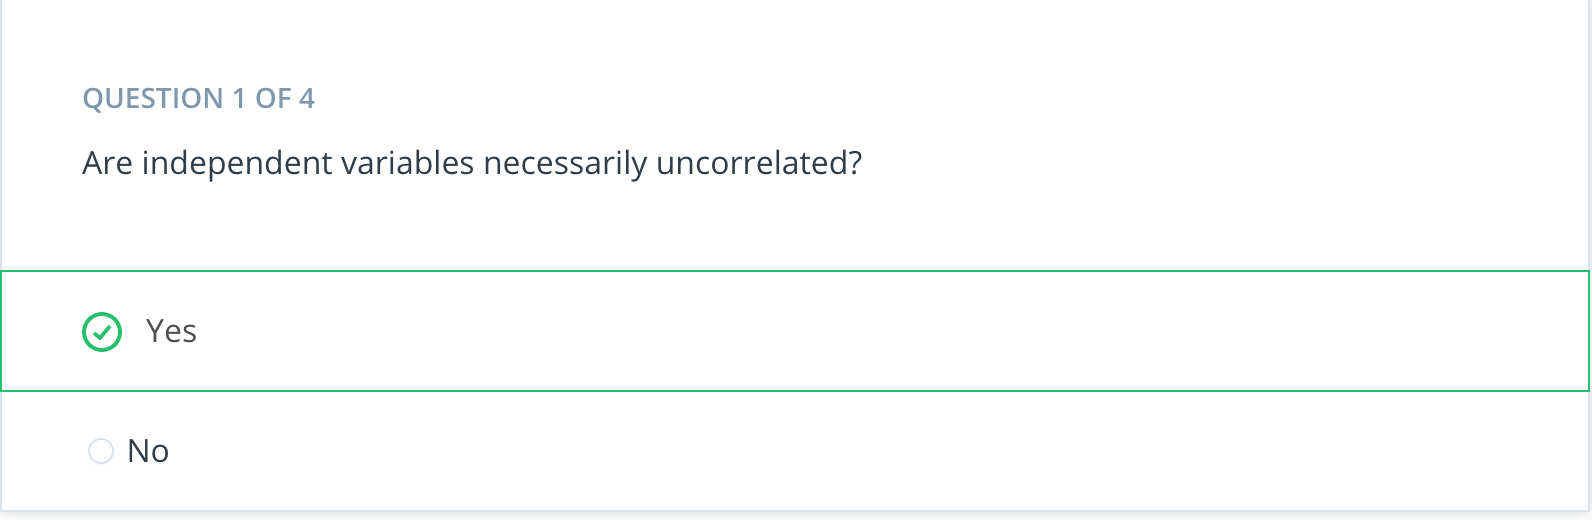 QUESTION 1 OF 4
Are independent variables necessarily uncorrelated?
Yes
No